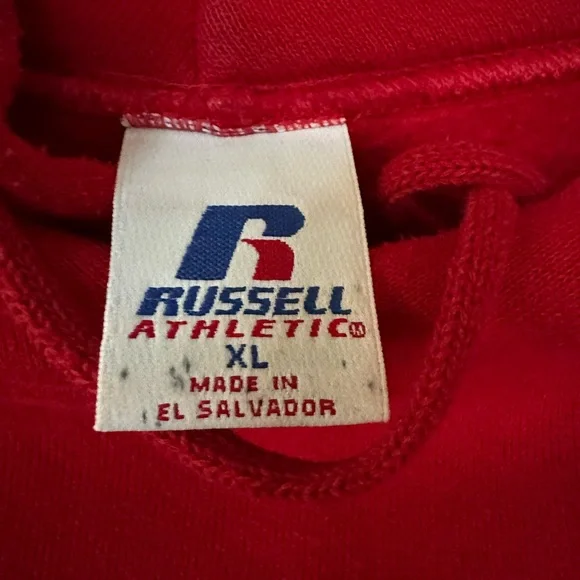 RUSSELL
ATHLETIC
XL
MADE IN
EL SALVADOR